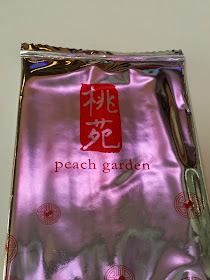 桃
苑
peach garden